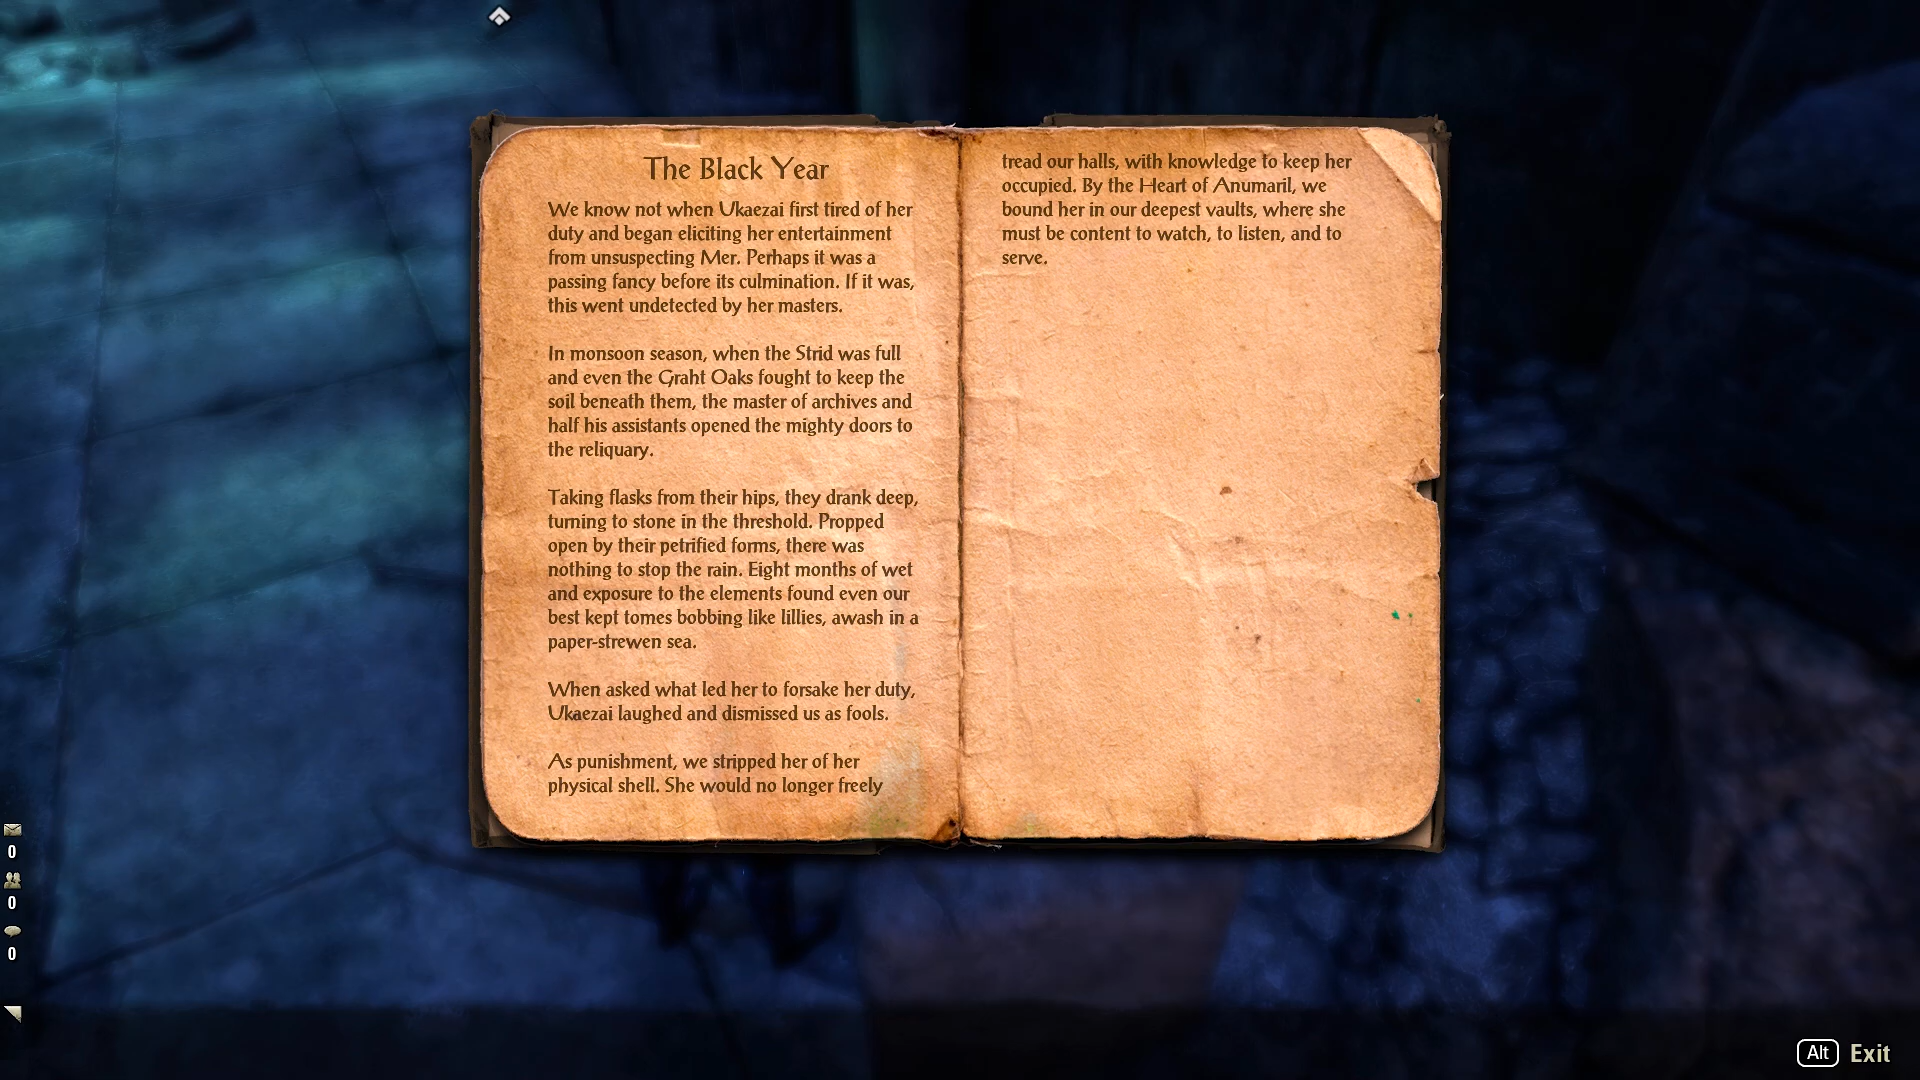 The Black Year
We know not when Ukaezai first tired of her
duty and began eliciting her entertainment
from unsuspecting Mer. Perhaps it was a
passing fancy before its culmination. If it was,
this went undetected by her masters.
In monsoon season, when the Strid was full
and even the Graht Oaks fought to keep the
soil beneath them, the master of archives and
half his assistants opened the mighty doors to
the reliquary.
Taking flasks from their hips, they drank deep,
turning to stone in the threshold. Propped
open by their petrified forms, there was
nothing to stop the rain. Eight months of wet
and exposure to the elements found even our
best kept tomes bobbing like lillies, awash in a
paper-strewen sea.
When asked what led her to forsake her duty,
Ukaezai laughed and dismissed us as fools.
As punishment, we stripped her of her
physical shell. She would no longer freely
tread our halls, with knowledge to keep her
occupied. By the Heart of Anumaril, we
bound her in our deepest vaults, where she
must be content to watch, to listen, and to
serve.
0
0
0
Alt Exit